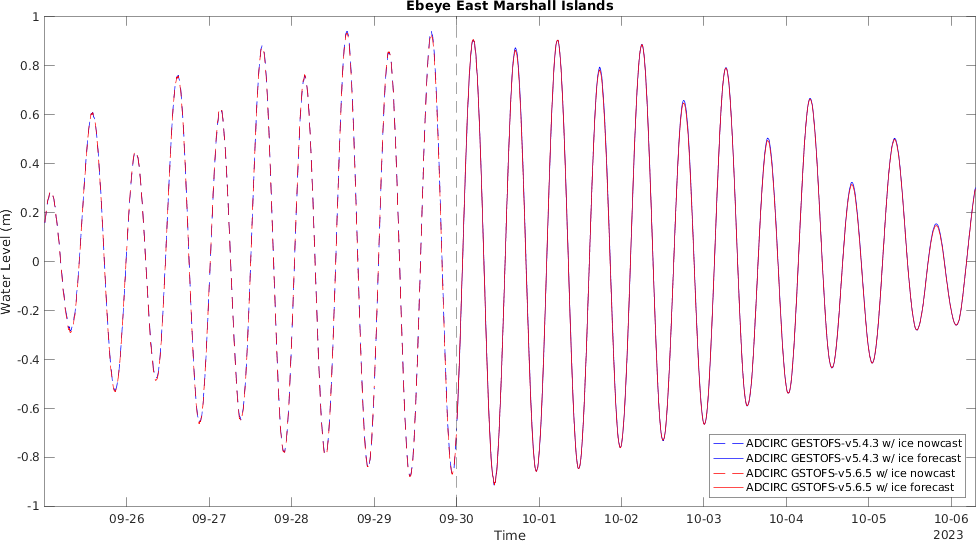 Ebeye East Marshall Islands
1
0.8
0.6
0.4
0.2
0
-0.2
-0.4
-0.6
-0.8
-1
Water Level (m)
ADCIRC GESTOFS-v5.4.3 w/ ice nowcast
ADCIRC GESTOFS-v5.4.3 w/ ice forecast
ADCIRC GSTOFS-v5.6.5 w/ ice nowcast
ADCIRC GSTOFS-v5.6.5 w/ ice forecast
09-26 09-27 09-28 09-29 09-30 10-01 10-02 10-03 10-04 10-05 10-06
2023
Time